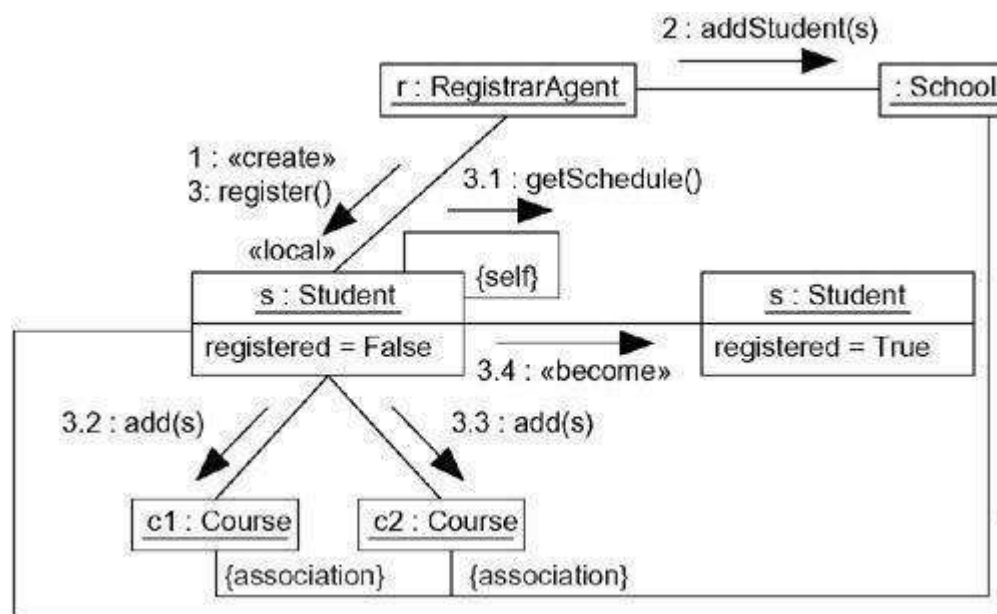 2 : addStudent(s)
r : RegistrarAgent
: School
1 : «create»
3: register()
3.1 : getSchedule()
«local»
{self}
s : Student
registered = False
s : Student
registered = True
3.4 : «become»
3.2 : add(s)
3.3 : add(s)
c1 : Course
c2 : Course
{association}
{association}